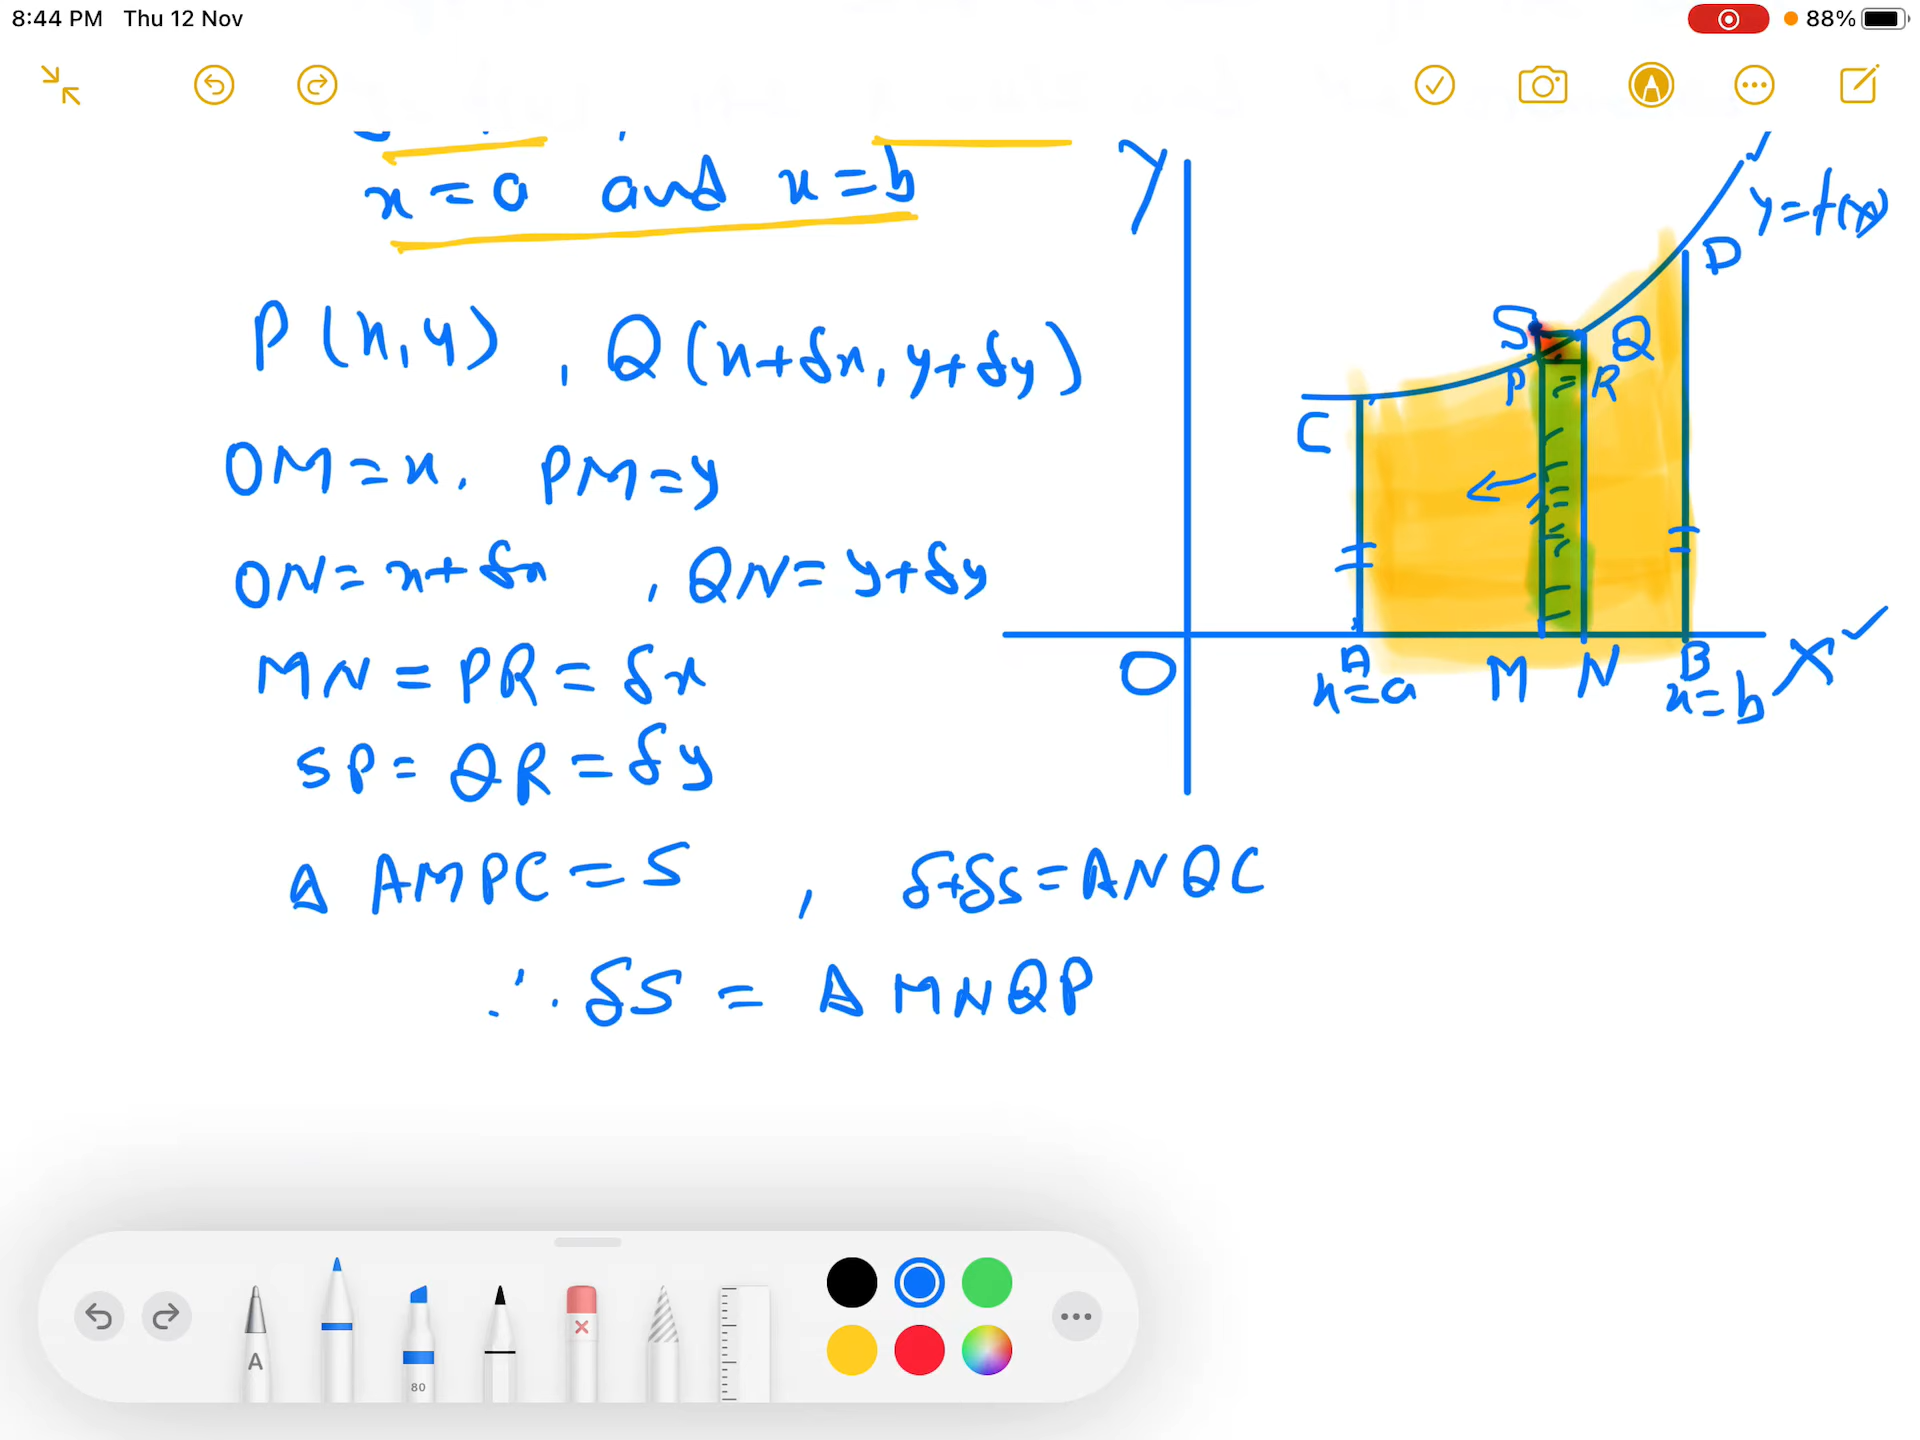 8:44 PM Thu 12 Nov
88%
x=a and x=b
P(x,y), Q(x+δx, y+δy)
OM=x, PM=y
ON=x+δx, QN=y+δy
MN=PR=δx
SP=QR=δy
Δ AMPC=S, S+δS=ANQC
∴ δS = Δ MNQP
Y
y=f(x)
D
S
Q
P
R
C
O
A
M
N
B
X
x=a
x=b
A
80